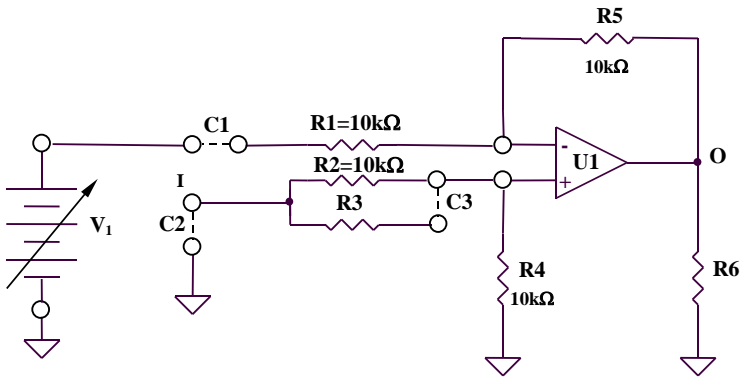 R5
10kΩ
C1
R1=10kΩ
-
U1
O
R2=10kΩ
I
+
R3
C3
C2
V1
R4
10kΩ
R6